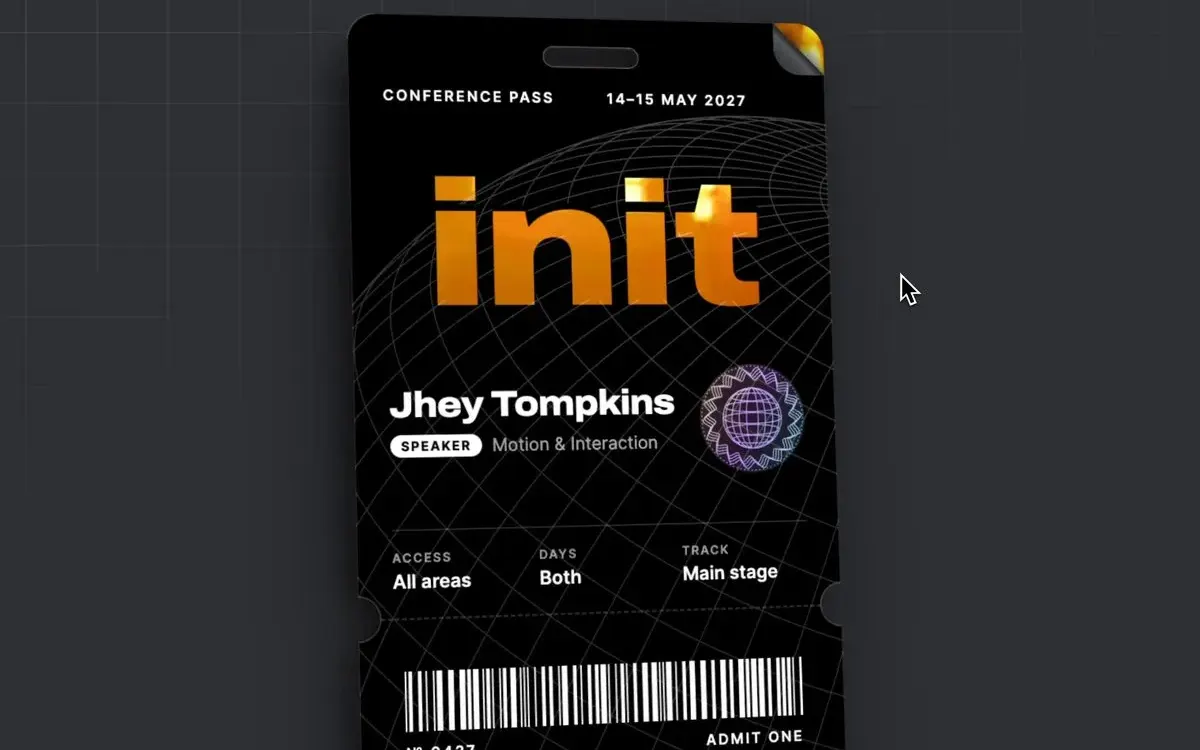 CONFERENCE PASS 14–15 MAY 2027
init
Jhey Tompkins
SPEAKER Motion & Interaction
ACCESS DAYS TRACK
All areas Both Main stage
ADMIT ONE